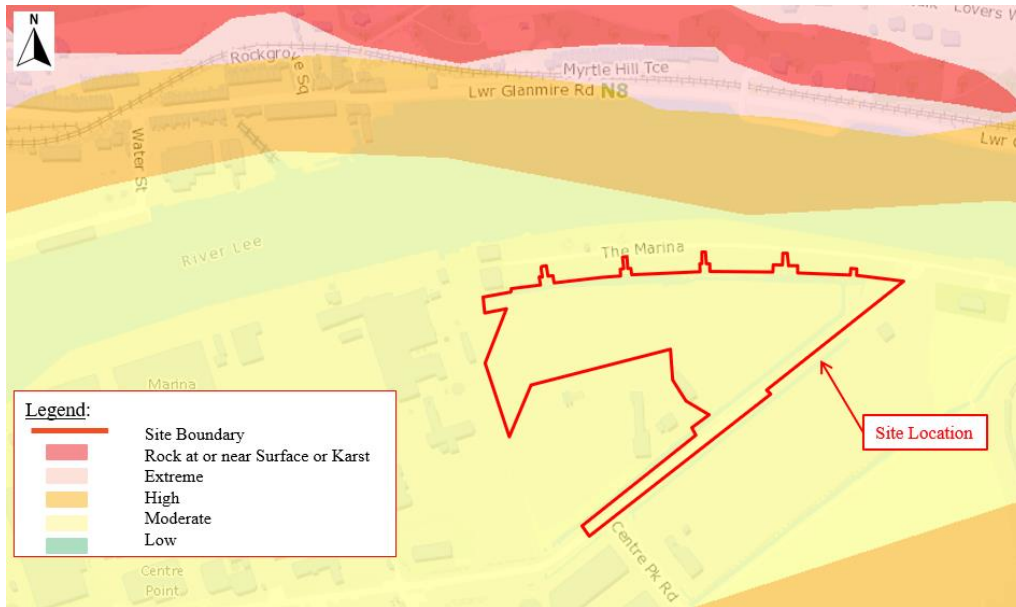 N
Lovers W
Rockgrove Sq
Myrtle Hill Tce
Lwr Glanmire Rd N8
Water St
Lwr G
River Lee
The Marina
Marina
Legend:
Site Boundary
Rock at or near Surface or Karst
Extreme
High
Moderate
Low
Site Location
Centre
Point
Centre Pk Rd